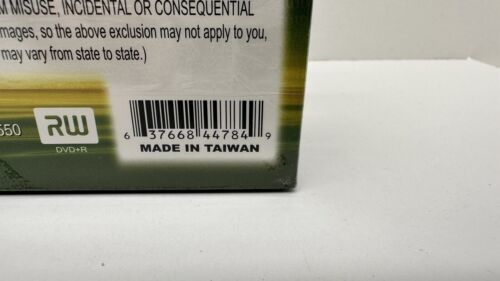 M MISUSE, INCIDENTAL OR CONSEQUENTIAL
mages, so the above exclusion may not apply to you,
may vary from state to state.)
550
RW
DVD+R
6 37668 44784 9
MADE IN TAIWAN